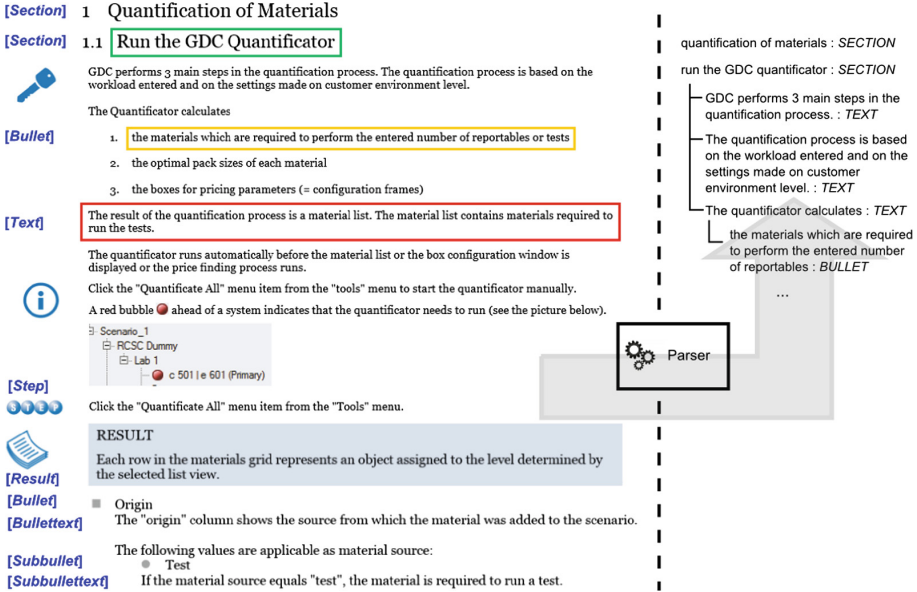 [Section] 1 Quantification of Materials
[Section] 1.1 Run the GDC Quantificator
GDC performs 3 main steps in the quantification process. The quantification process is based on the
workload entered and on the settings made on customer environment level.
The Quantificator calculates
[Bullet] 1. the materials which are required to perform the entered number of reportables or tests
2. the optimal pack sizes of each material
3. the boxes for pricing parameters (= configuration frames)
[Text] The result of the quantification process is a material list. The material list contains materials required to
run the tests.
The quantificator runs automatically before the material list or the box configuration window is
displayed or the price finding process runs.
Click the "Quantificate All" menu item from the "tools" menu to start the quantificator manually.
A red bubble ahead of a system indicates that the quantificator needs to run (see the picture below).
Scenario_1
RCSC Dummy
Lab 1
c 501 | e 601 (Primary)
[Step]
STEP Click the "Quantificate All" menu item from the "Tools" menu.
RESULT
Each row in the materials grid represents an object assigned to the level determined by
the selected list view.
[Result]
[Bullet] Origin
[Bullettext] The "origin" column shows the source from which the material was added to the scenario.
The following values are applicable as material source:
[Subbullet] Test
[Subbullettext] If the material source equals "test", the material is required to run a test.
quantification of materials : SECTION
run the GDC quantificator : SECTION
GDC performs 3 main steps in the
quantification process. : TEXT
The quantification process is based
on the workload entered and on the
settings made on customer
environment level. : TEXT
The quantificator calculates : TEXT
the materials which are required
to perform the entered number
of reportables : BULLET
...
Parser